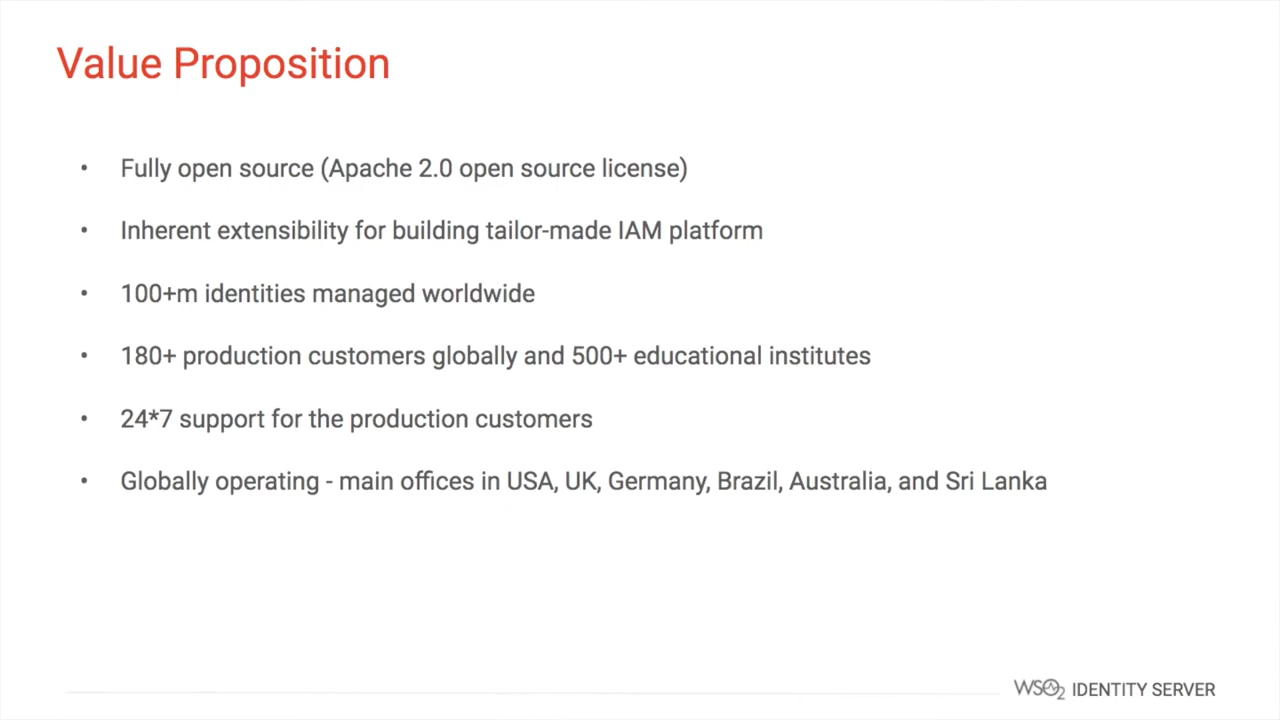 Value Proposition
• Fully open source (Apache 2.0 open source license)
• Inherent extensibility for building tailor-made IAM platform
• 100+m identities managed worldwide
• 180+ production customers globally and 500+ educational institutes
• 24*7 support for the production customers
• Globally operating - main offices in USA, UK, Germany, Brazil, Australia, and Sri Lanka
WSO2 IDENTITY SERVER